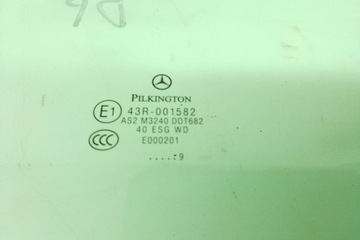 PILKINGTON
E1 43R-001582
AS2 M3240 DOT682
40 ESG WD
CCC E000201